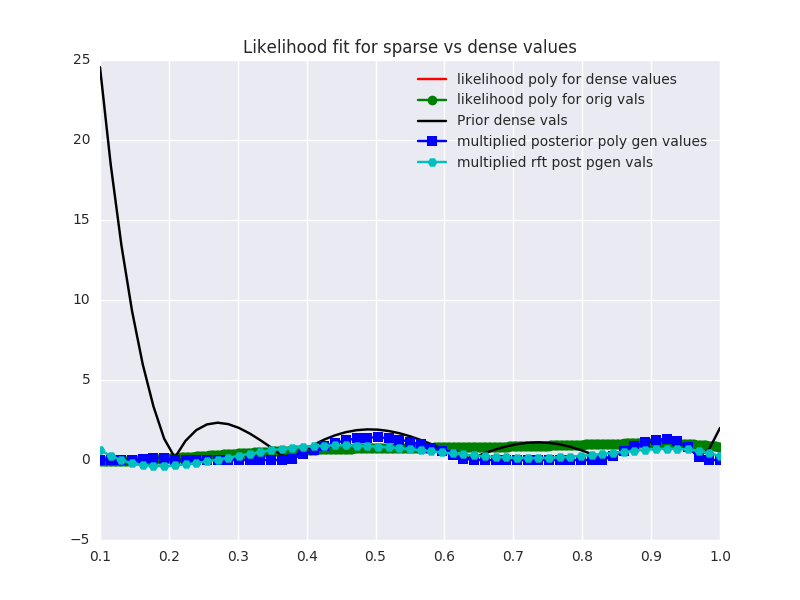 Likelihood fit for sparse vs dense values
likelihood poly for dense values
likelihood poly for orig vals
Prior dense vals
multiplied posterior poly gen values
multiplied rft post pgen vals
25
20
15
10
5
0
−5
0.1 0.2 0.3 0.4 0.5 0.6 0.7 0.8 0.9 1.0